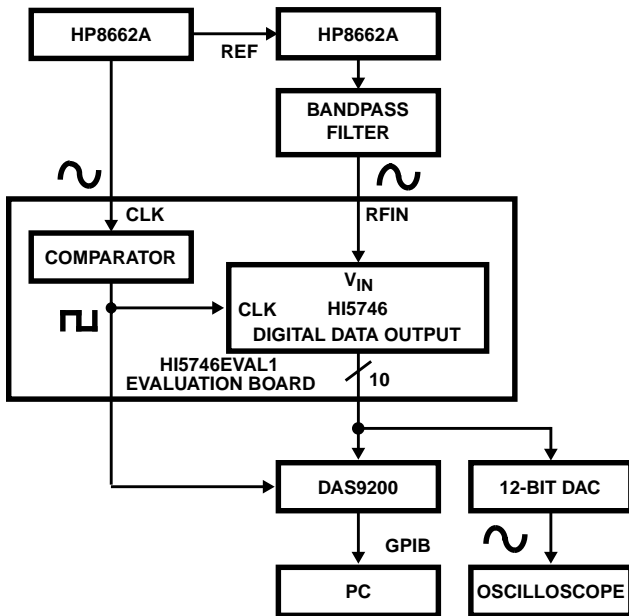 HP8662A
REF
HP8662A
BANDPASS
FILTER
CLK
RFIN
COMPARATOR
VIN
CLK
HI5746
DIGITAL DATA OUTPUT
HI5746EVAL1
EVALUATION BOARD
10
DAS9200
12-BIT DAC
GPIB
PC
OSCILLOSCOPE